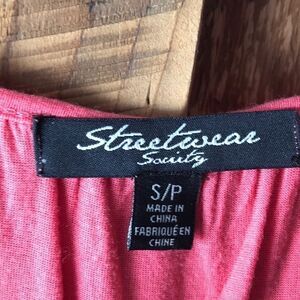 Streetwear
Society
S/P
MADE IN
CHINA
FABRIQUÉ EN
CHINE